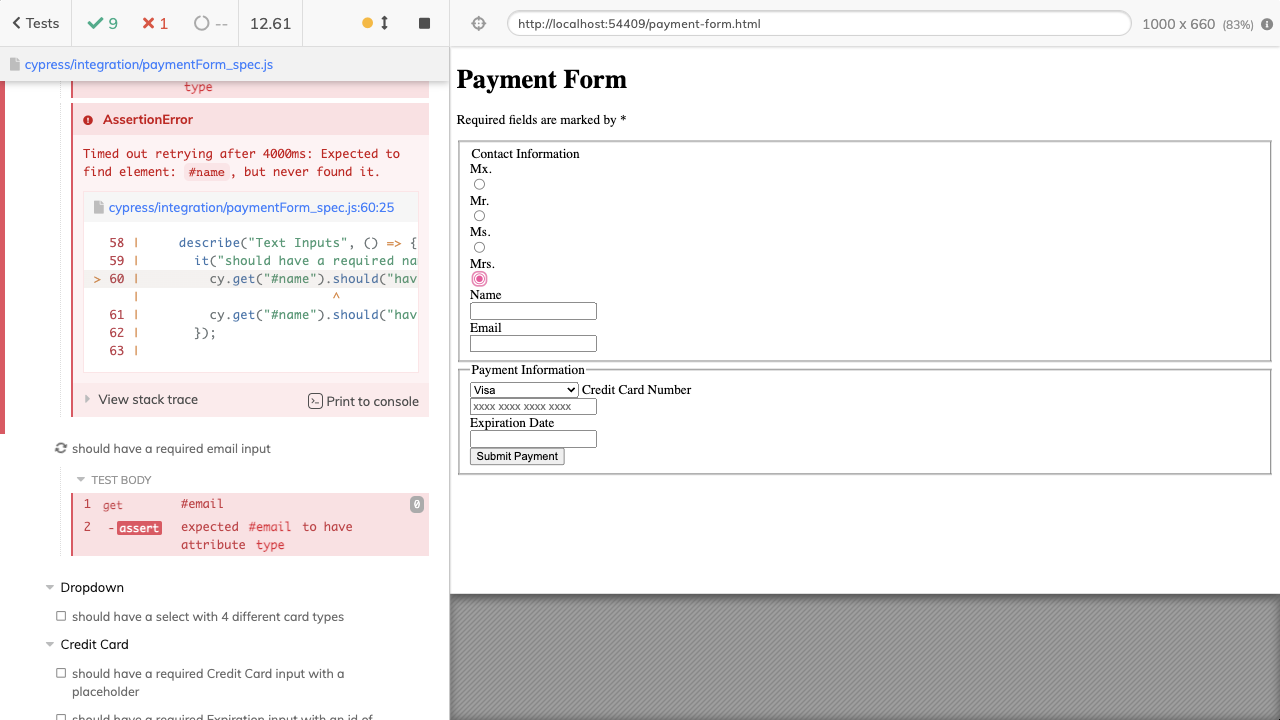 Tests
9
1
--
12.61
http://localhost:54409/payment-form.html
1000 x 660 (83%)
cypress/integration/paymentForm_spec.js
type
AssertionError
Timed out retrying after 4000ms: Expected to
find element: #name, but never found it.
cypress/integration/paymentForm_spec.js:60:25
58 | describe("Text Inputs", () => {
59 | it("should have a required na
> 60 | cy.get("#name").should("hav
| ^
61 | cy.get("#name").should("hav
62 | });
63 |
View stack trace
Print to console
should have a required email input
TEST BODY
1 get #email 0
2 -assert expected #email to have
attribute type
Dropdown
should have a select with 4 different card types
Credit Card
should have a required Credit Card input with a
placeholder
should have a required Expiration input with an id of
Payment Form
Required fields are marked by *
Contact Information
Mx.
Mr.
Ms.
Mrs.
Name
Email
Payment Information
Visa Credit Card Number
xxxx xxxx xxxx xxxx
Expiration Date
Submit Payment